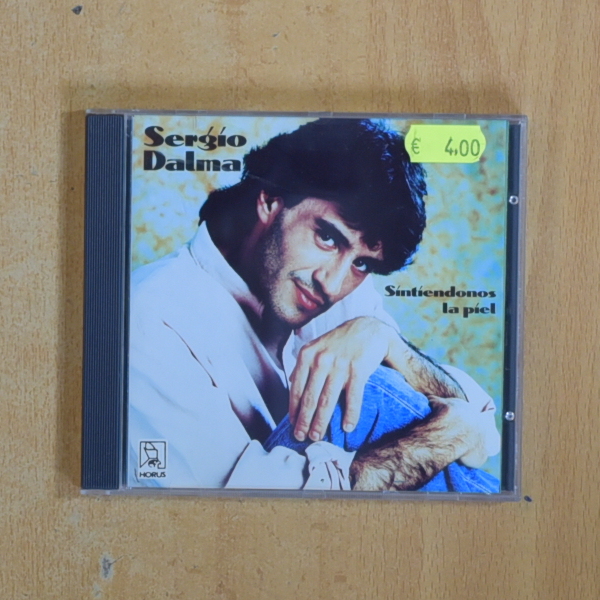 Sergio
Dalma
€ 4,00
Sintiendonos
la piel
HORUS